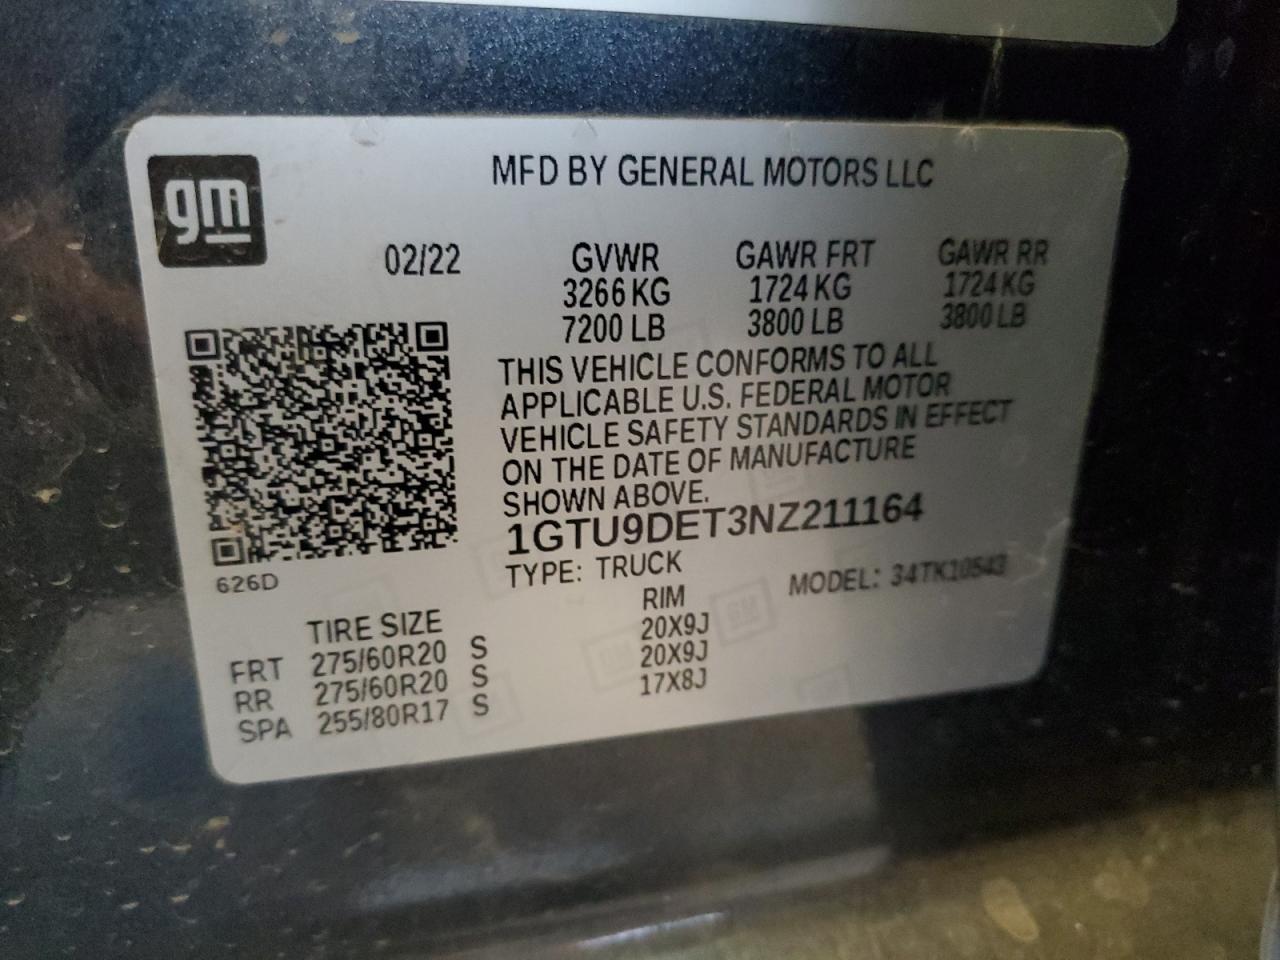 gm
MFD BY GENERAL MOTORS LLC
02/22 GVWR GAWR FRT GAWR RR
3266 KG 1724 KG 1724 KG
7200 LB 3800 LB 3800 LB
THIS VEHICLE CONFORMS TO ALL
APPLICABLE U.S. FEDERAL MOTOR
VEHICLE SAFETY STANDARDS IN EFFECT
ON THE DATE OF MANUFACTURE
SHOWN ABOVE.
1GTU9DET3NZ211164
TYPE: TRUCK MODEL: 34TK10543
626D
TIRE SIZE RIM
FRT 275/60R20 S 20X9J
RR 275/60R20 S 20X9J
SPA 255/80R17 S 17X8J
GM